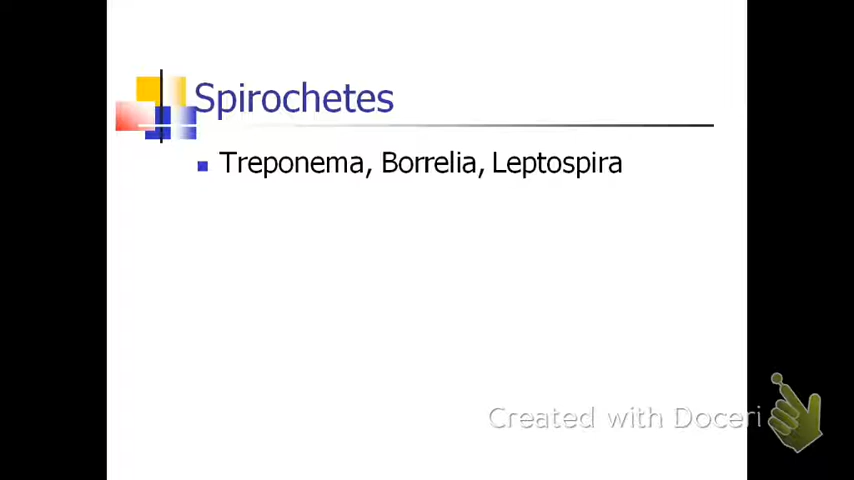 Spirochetes
Treponema, Borrelia, Leptospira
Created with Doceri